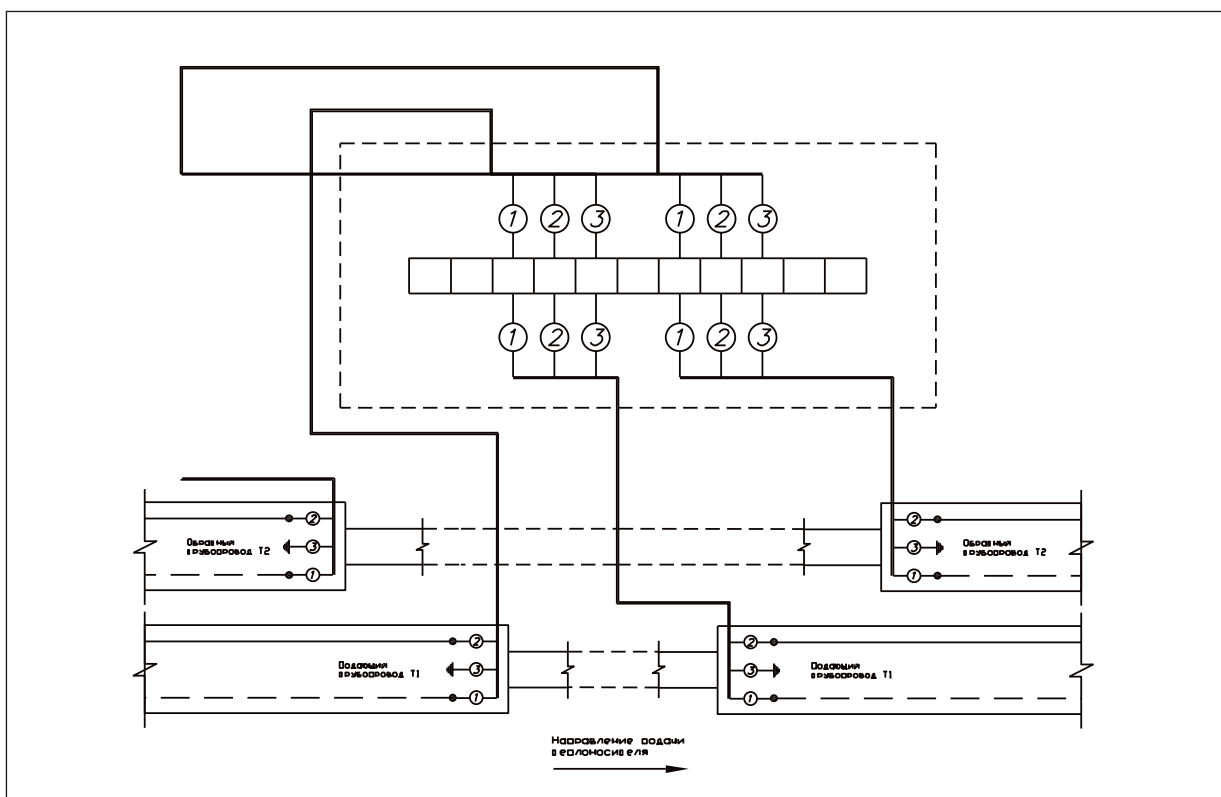 1 2 3 1 2 3
1 2 3 1 2 3
2
Обратный
трубопровод Т2
3
1
2
Обратный
трубопровод Т2
3
1
2
Подающий
трубопровод Т1
3
1
2
Подающий
трубопровод Т1
3
1
Направление подачи
теплоносителя